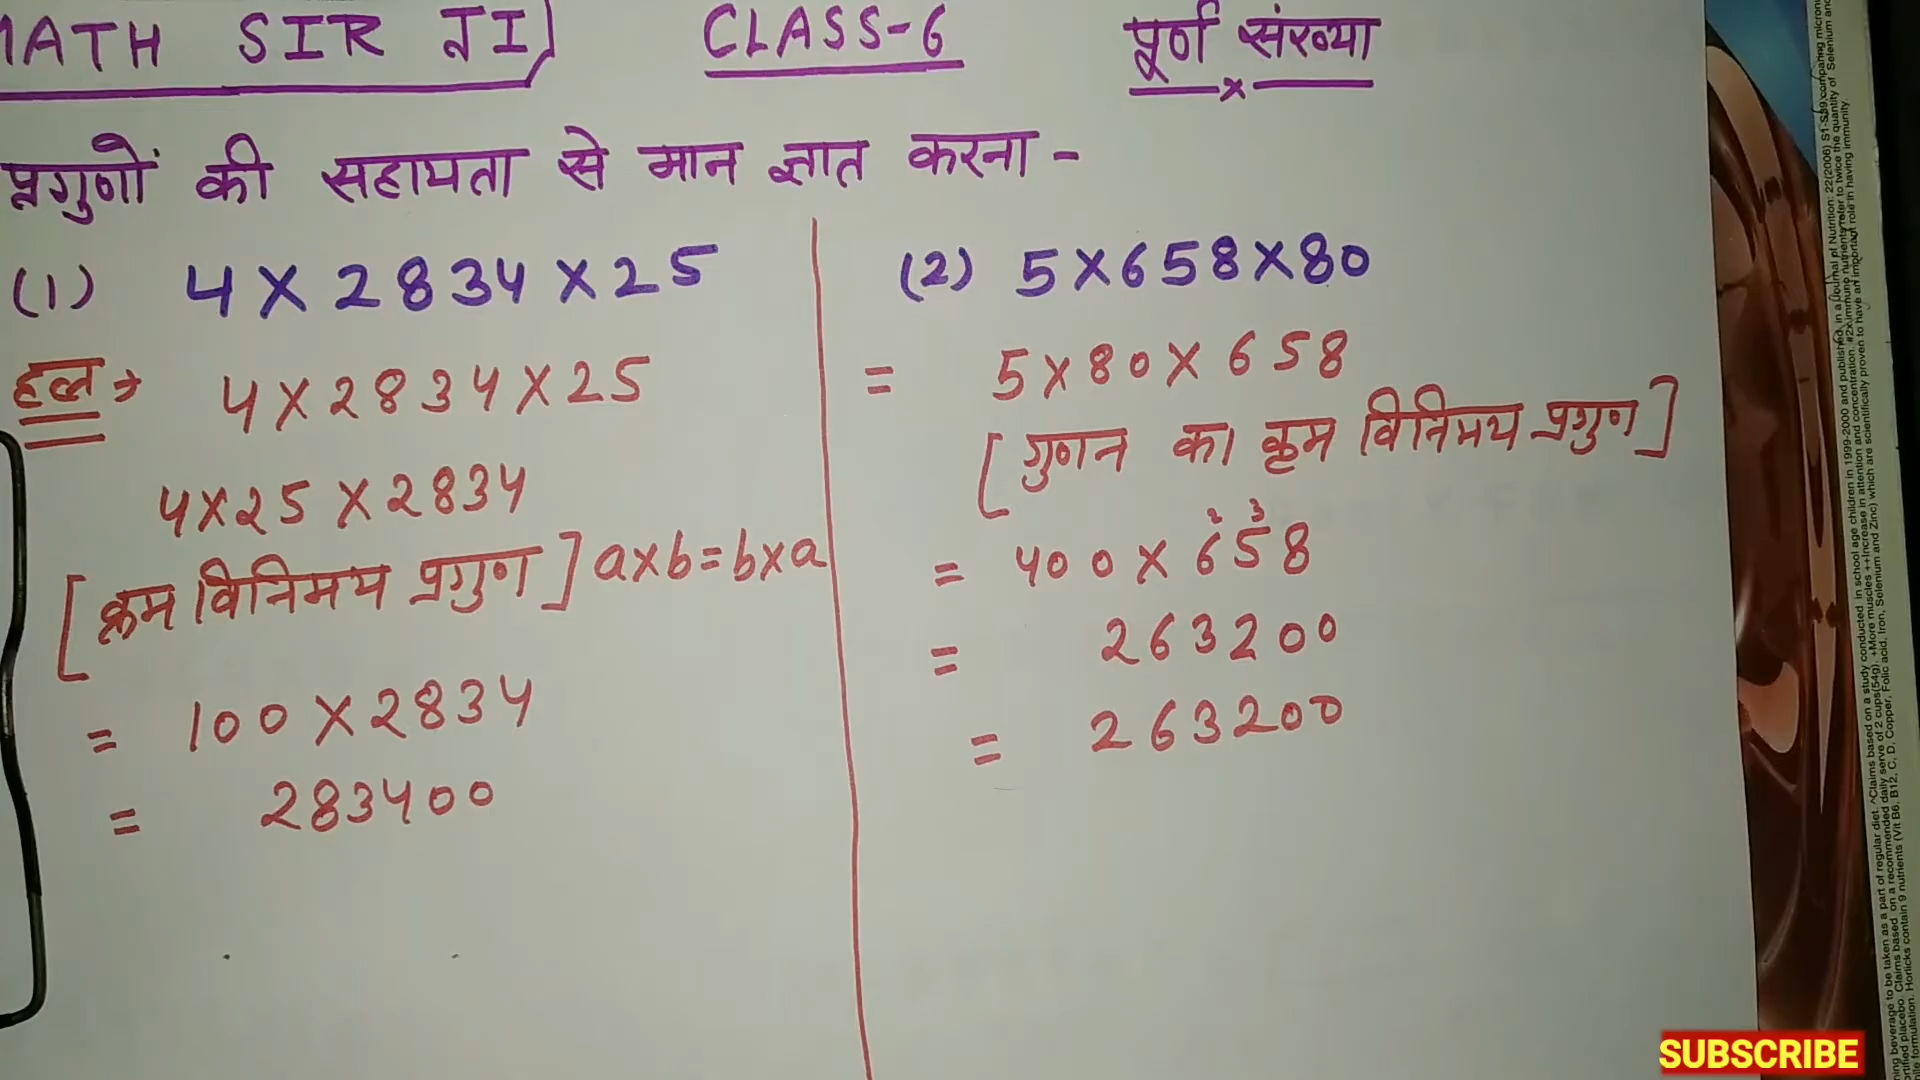 MATH SIR JI CLASS-6 पूर्ण संख्या
प्रगुणों की सहायता से मान ज्ञात करना -
(1) 4 × 2834 × 25
हल → 4 × 2834 × 25
4 × 25 × 2834
[क्रम विनिमय प्रगुण] a×b = b×a
= 100 × 2834
= 283400
(2) 5 × 658 × 80
= 5 × 80 × 658
[गुणन का क्रम विनिमय प्रगुण]
2 3
= 400 × 658
= 263200
= 263200
SUBSCRIBE